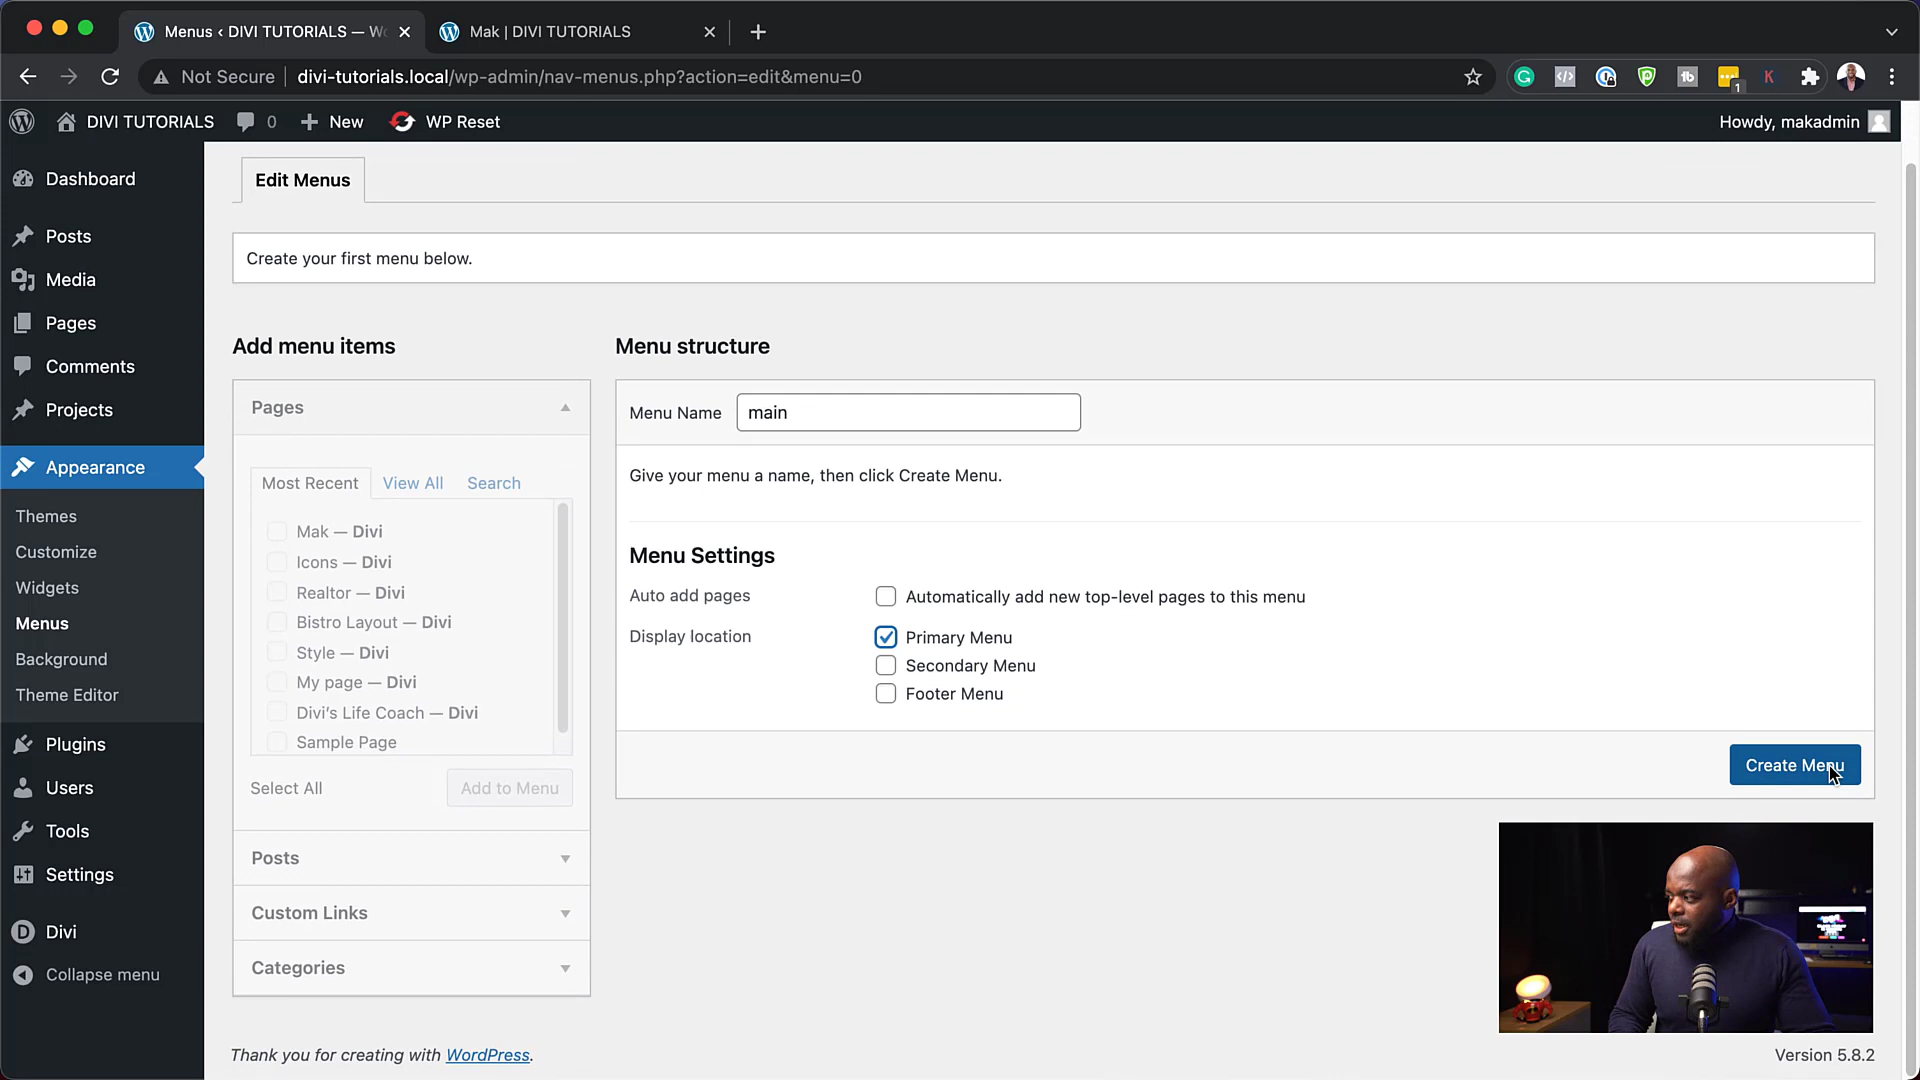 Menus ‹ DIVI TUTORIALS — Wo
Mak | DIVI TUTORIALS
Not Secure
divi-tutorials.local/wp-admin/nav-menus.php?action=edit&menu=0
1
K
DIVI TUTORIALS
0
New
WP Reset
Howdy, makadmin
Dashboard
Posts
Media
Pages
Comments
Projects
Appearance
Themes
Customize
Widgets
Menus
Background
Theme Editor
Plugins
Users
Tools
Settings
Divi
Collapse menu
Edit Menus
Create your first menu below.
Add menu items
Pages
Most Recent
View All
Search
Mak — Divi
Icons — Divi
Realtor — Divi
Bistro Layout — Divi
Style — Divi
My page — Divi
Divi’s Life Coach — Divi
Sample Page
Select All
Add to Menu
Posts
Custom Links
Categories
Menu structure
Menu Name
main
Give your menu a name, then click Create Menu.
Menu Settings
Auto add pages
Automatically add new top-level pages to this menu
Display location
Primary Menu
Secondary Menu
Footer Menu
Create Menu
Thank you for creating with WordPress.
Version 5.8.2